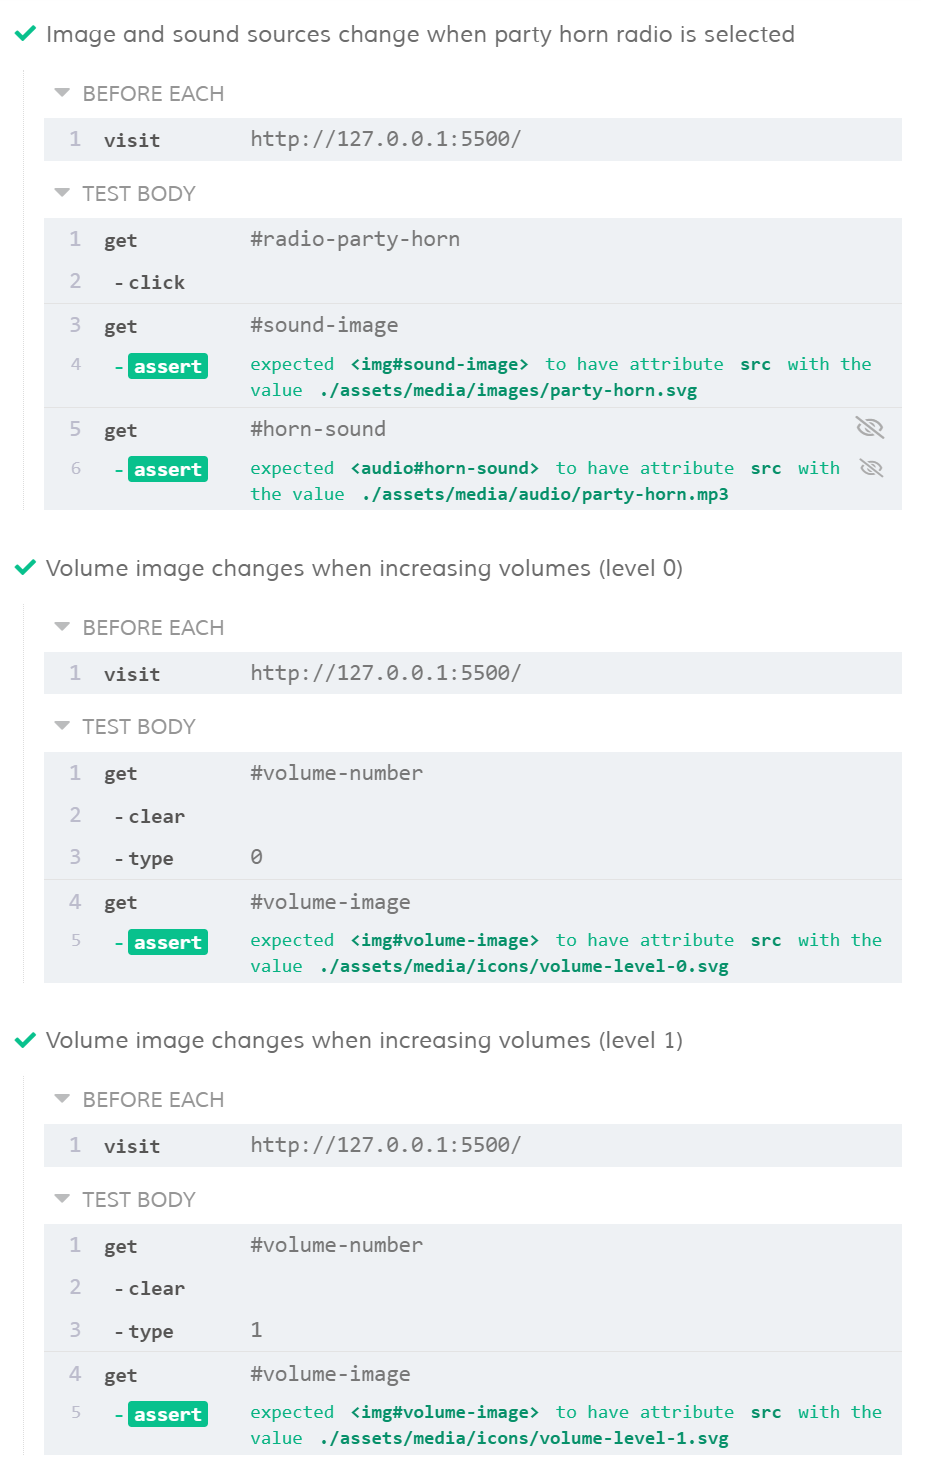 Image and sound sources change when party horn radio is selected
BEFORE EACH
1 visit http://127.0.0.1:5500/
TEST BODY
1 get #radio-party-horn
2 -click
3 get #sound-image
4 -assert expected <img#sound-image> to have attribute src with the
value ./assets/media/images/party-horn.svg
5 get #horn-sound
6 -assert expected <audio#horn-sound> to have attribute src with
the value ./assets/media/audio/party-horn.mp3
Volume image changes when increasing volumes (level 0)
BEFORE EACH
1 visit http://127.0.0.1:5500/
TEST BODY
1 get #volume-number
2 -clear
3 -type 0
4 get #volume-image
5 -assert expected <img#volume-image> to have attribute src with the
value ./assets/media/icons/volume-level-0.svg
Volume image changes when increasing volumes (level 1)
BEFORE EACH
1 visit http://127.0.0.1:5500/
TEST BODY
1 get #volume-number
2 -clear
3 -type 1
4 get #volume-image
5 -assert expected <img#volume-image> to have attribute src with the
value ./assets/media/icons/volume-level-1.svg